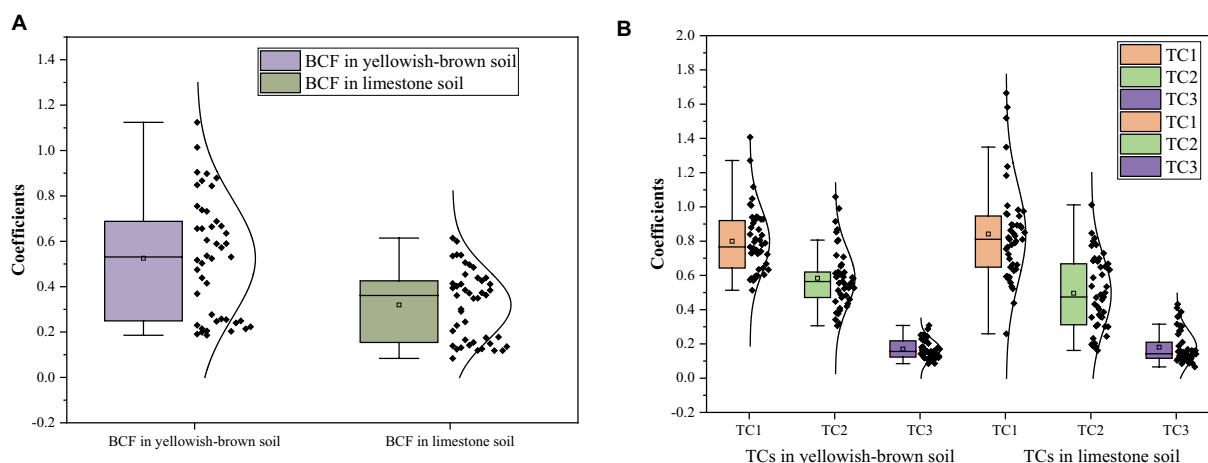 A
Coefficients
1.4
1.2
1.0
0.8
0.6
0.4
0.2
0.0
-0.2
BCF in yellowish-brown soil
BCF in limestone soil
BCF in yellowish-brown soil
BCF in limestone soil
B
Coefficients
2.0
1.8
1.6
1.4
1.2
1.0
0.8
0.6
0.4
0.2
0.0
-0.2
TC1
TC2
TC3
TC1
TC2
TC3
TC1 TC2 TC3 TC1 TC2 TC3
TCs in yellowish-brown soil TCs in limestone soil